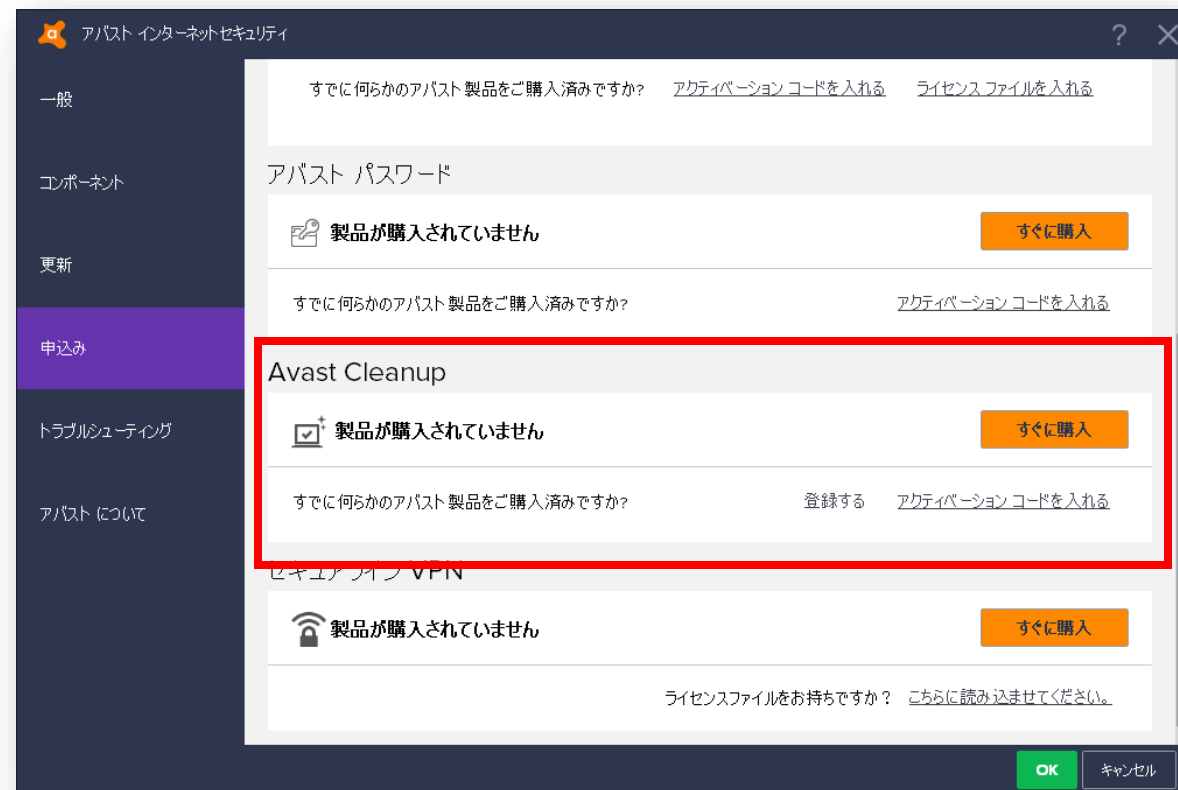 アバスト インターネットセキュリティ
?
一般
コンポーネント
更新
申込み
トラブルシューティング
アバスト について
すでに何らかのアバスト 製品をご購入済みですか? アクティベーション コードを入れる ライセンス ファイルを入れる
アバスト パスワード
製品が購入されていません すぐに購入
すでに何らかのアバスト 製品をご購入済みですか? アクティベーション コードを入れる
Avast Cleanup
製品が購入されていません すぐに購入
すでに何らかのアバスト 製品をご購入済みですか? 登録する アクティベーション コードを入れる
セキュアライン VPN
製品が購入されていません すぐに購入
ライセンスファイルをお持ちですか？ こちらに読み込ませてください。
OK キャンセル